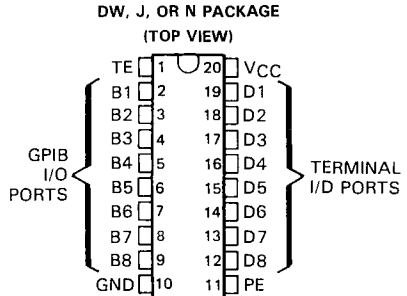 DW, J, OR N PACKAGE
(TOP VIEW)
TE 1 20 VCC
B1 2 19 D1
B2 3 18 D2
B3 4 17 D3
B4 5 16 D4
B5 6 15 D5
B6 7 14 D6
B7 8 13 D7
B8 9 12 D8
GND 10 11 PE
GPIB
I/O
PORTS
TERMINAL
I/D PORTS